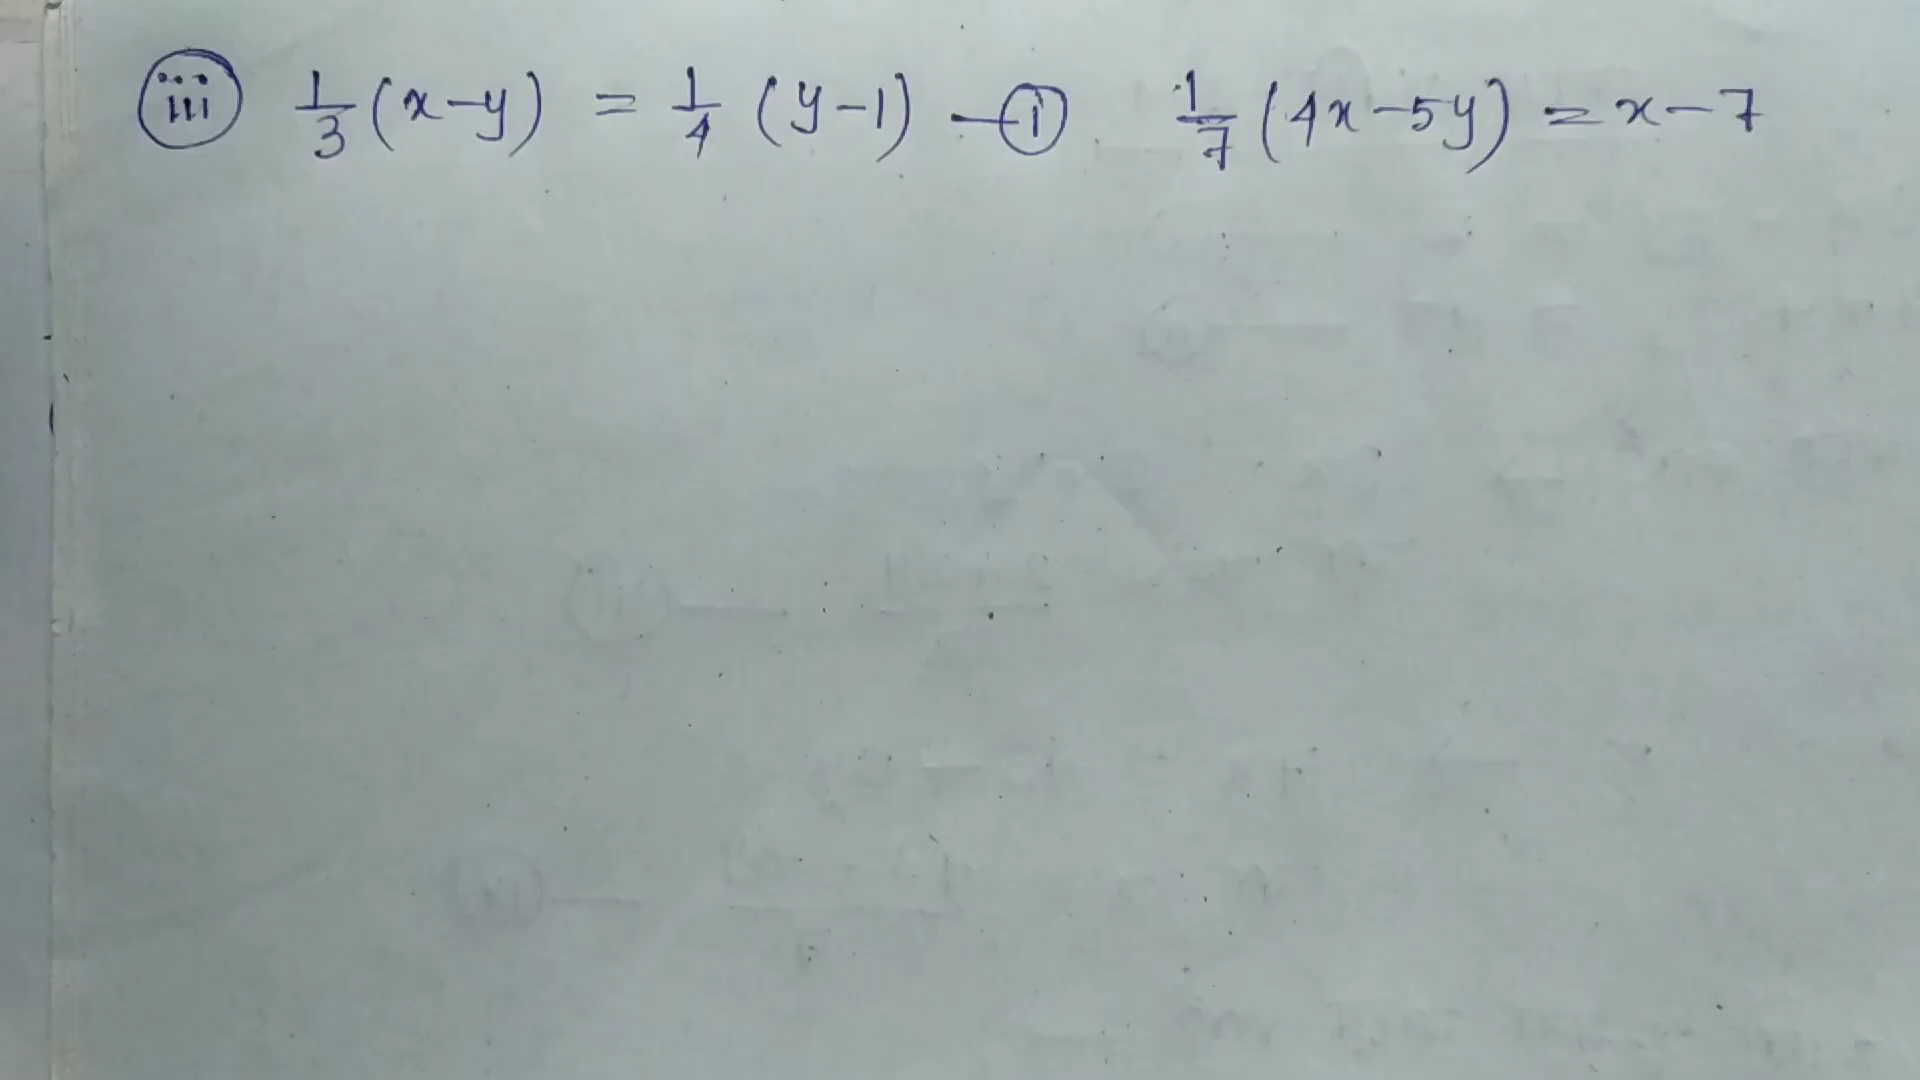 (iii) 1/3 (x-y) = 1/4 (y-1) —① 1/7 (4x-5y) = x-7